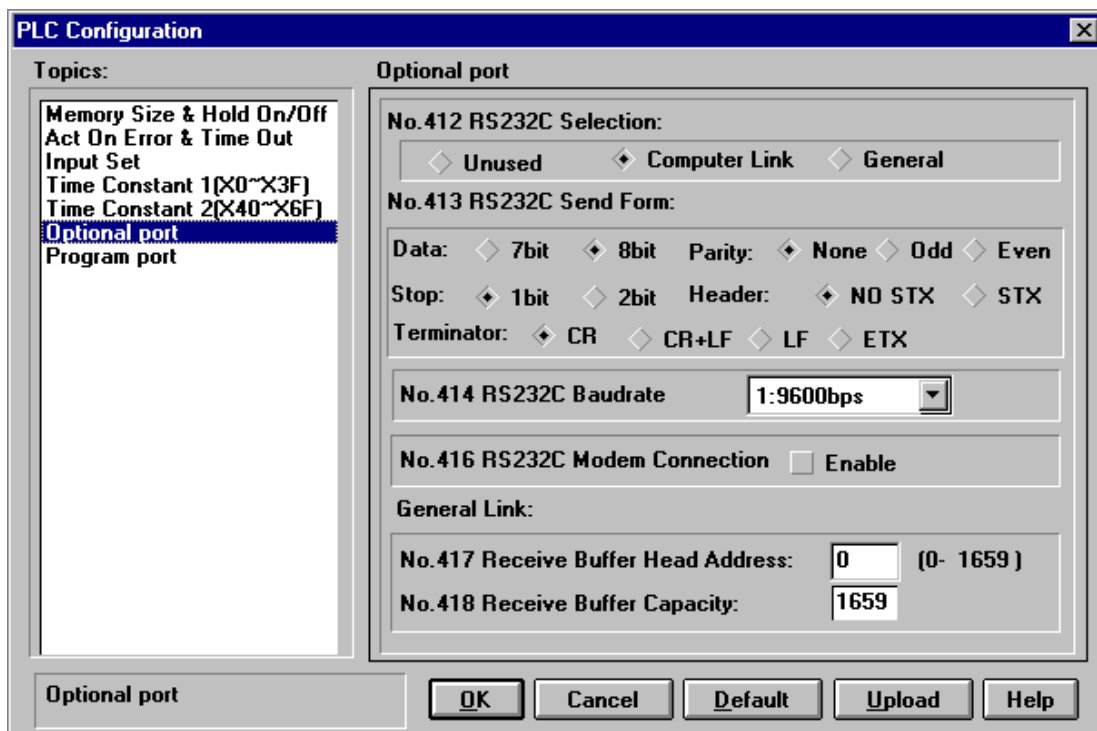 PLC Configuration
Topics:
Memory Size & Hold On/Off
Act On Error & Time Out
Input Set
Time Constant 1(X0~X3F)
Time Constant 2(X40~X6F)
Optional port
Program port
Optional port
No.412 RS232C Selection:
Unused Computer Link General
No.413 RS232C Send Form:
Data: 7bit 8bit Parity: None Odd Even
Stop: 1bit 2bit Header: NO STX STX
Terminator: CR CR+LF LF ETX
No.414 RS232C Baudrate 1:9600bps
No.416 RS232C Modem Connection Enable
General Link:
No.417 Receive Buffer Head Address: 0 (0- 1659 )
No.418 Receive Buffer Capacity: 1659
Optional port
OK Cancel Default Upload Help